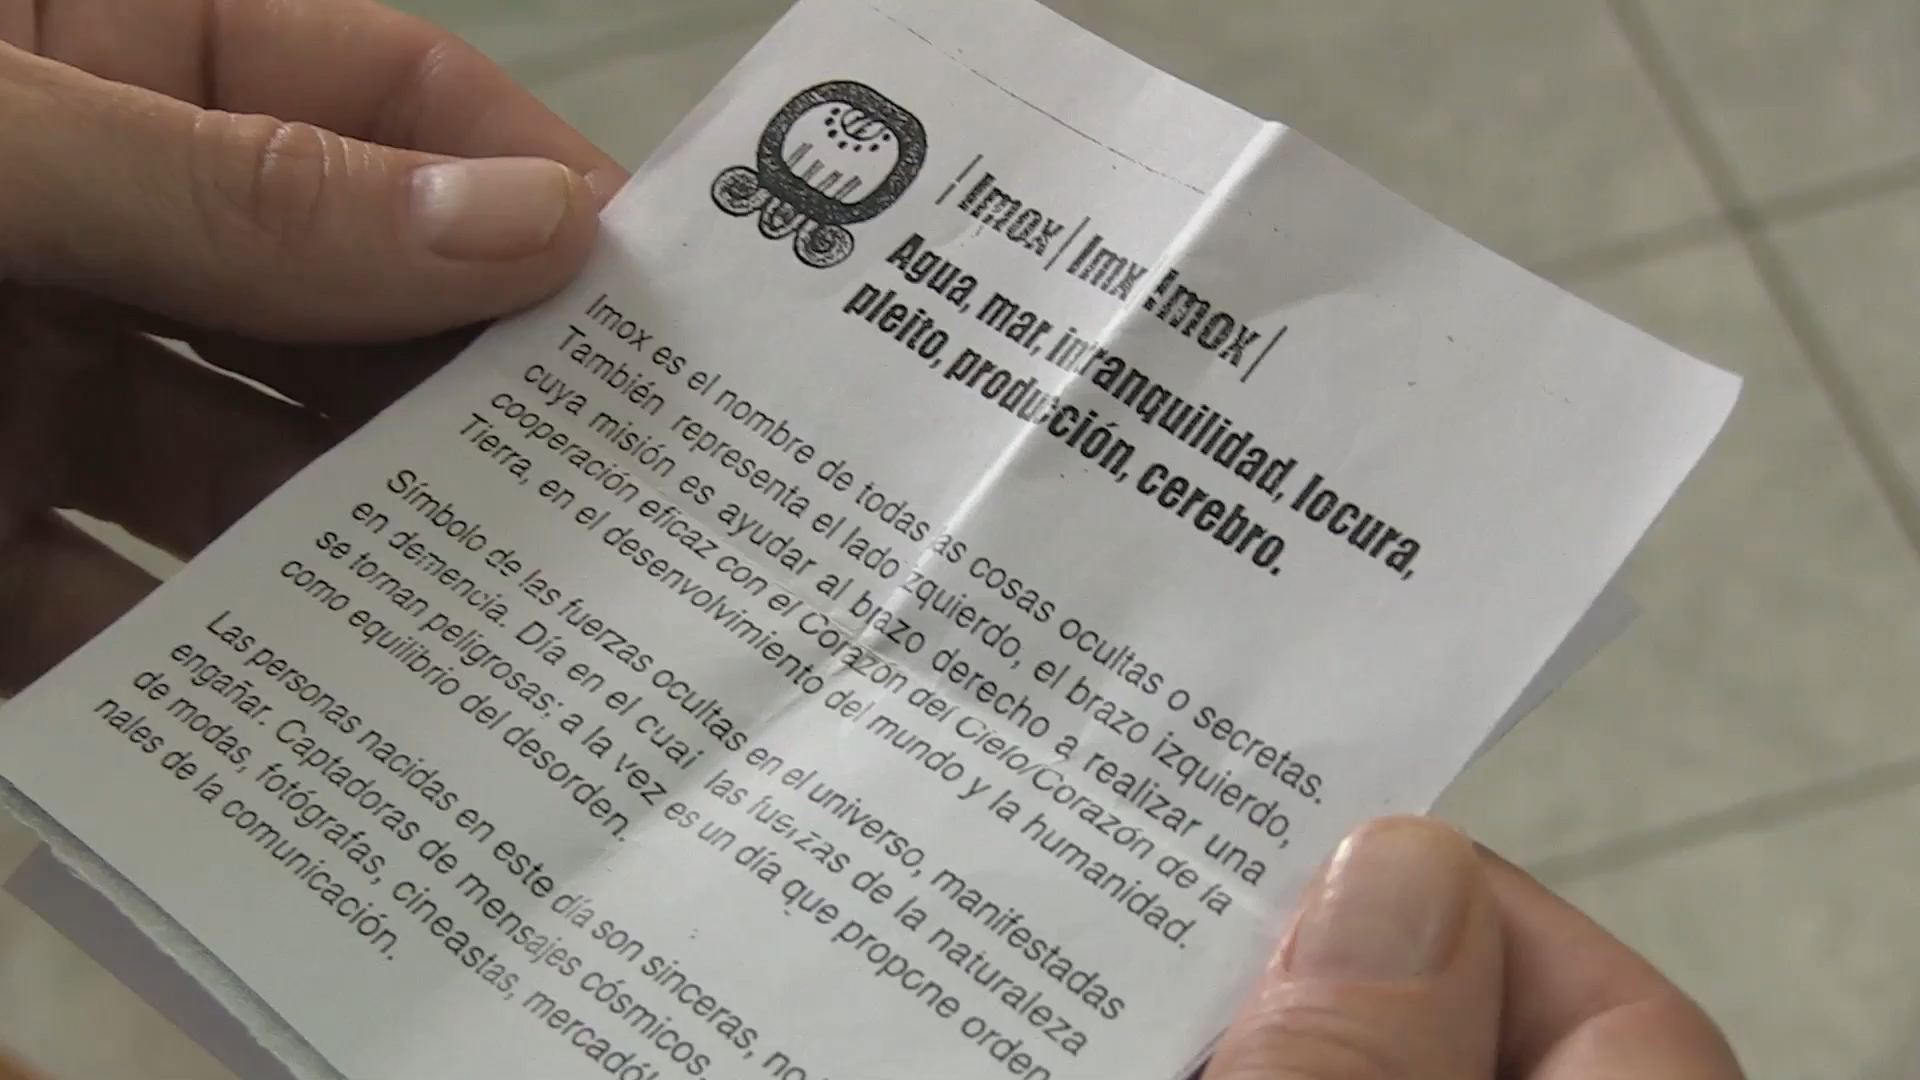 |Imox|Imx Imox|
Agua, mar, intranquilidad, locura,
pleito, producción, cerebro.
Imox es el nombre de todas as cosas ocultas o secretas.
También representa el lado zquierdo, el brazo izquierdo,
cuya misión es ayudar al brazo derecho a realizar una
cooperación eficaz con el Corazón del Cielo/Corazón de la
Tierra, en el desenvolvimiento del mundo y la humanidad.
Símbolo de las fuerzas ocultas en el universo, manifestadas
en demencia. Día en el cual las fuerzas de la naturaleza
se tornan peligrosas; a la vez es un día que propone orden
como equilibrio del desorden.
Las personas nacidas en este día son sinceras, no
engañar. Captadoras de mensajes cósmicos.
de modas, fotógrafas, cineastas,
nales de la comunicación.